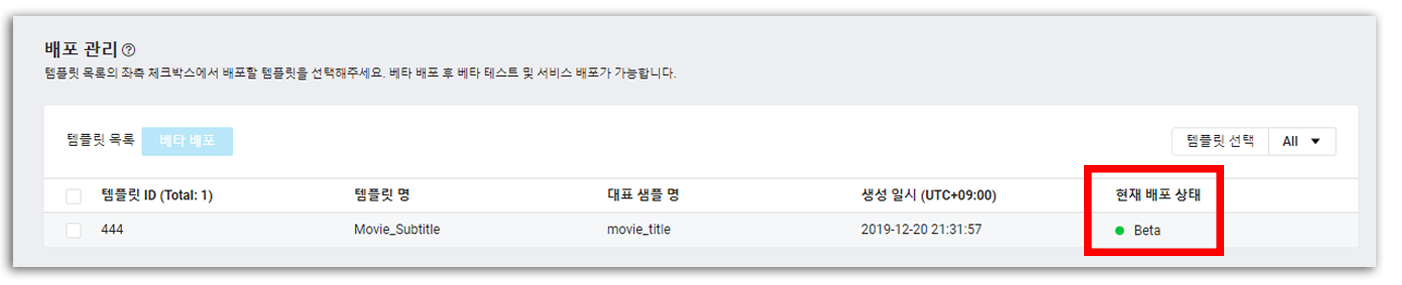 배포 관리 ?
템플릿 목록의 좌측 체크박스에서 배포할 템플릿을 선택해주세요. 베타 배포 후 베타 테스트 및 서비스 배포가 가능합니다.
템플릿 목록 베타 배포 템플릿 선택 All
템플릿 ID (Total: 1) 템플릿 명 대표 샘플 명 생성 일시 (UTC+09:00) 현재 배포 상태
444 Movie_Subtitle movie_title 2019-12-20 21:31:57 Beta